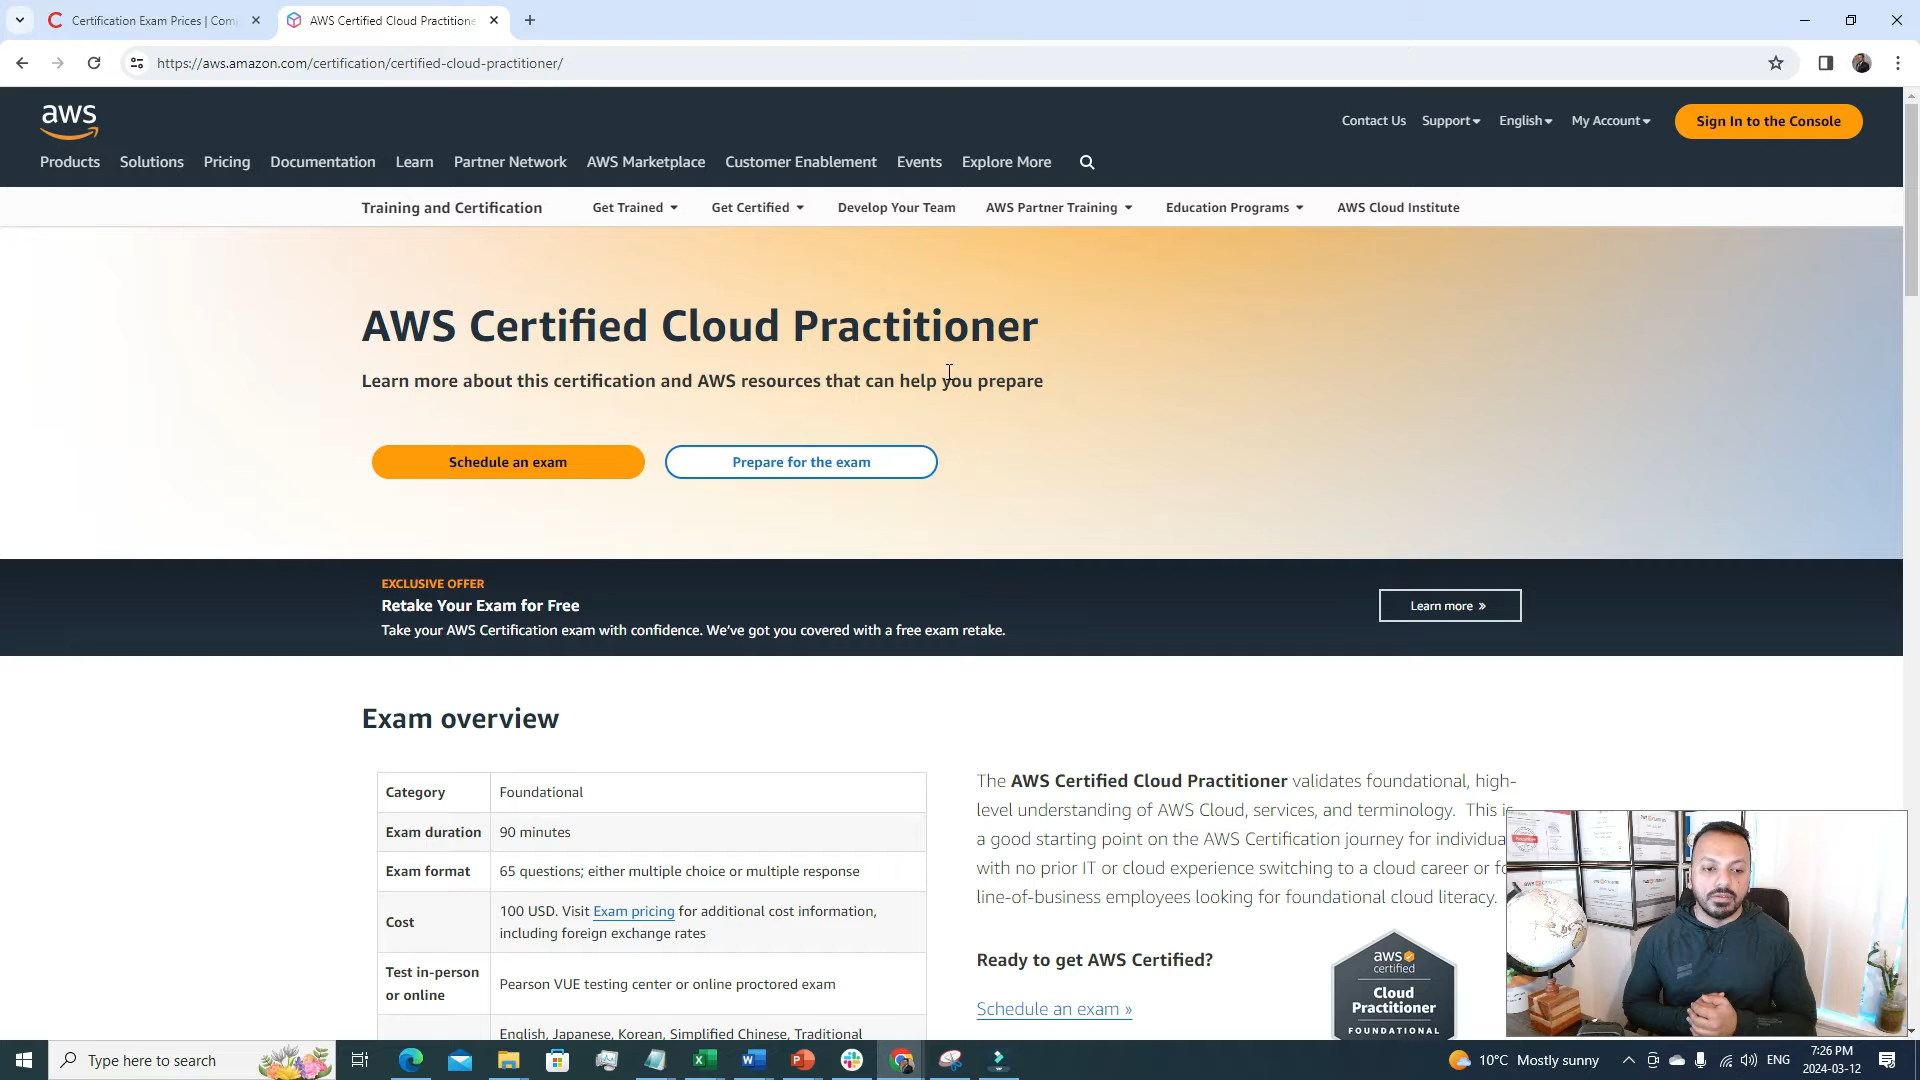 Certification Exam Prices | Com
AWS Certified Cloud Practitione
https://aws.amazon.com/certification/certified-cloud-practitioner/
aws
Contact Us Support English My Account Sign In to the Console
Products Solutions Pricing Documentation Learn Partner Network AWS Marketplace Customer Enablement Events Explore More
Training and Certification Get Trained Get Certified Develop Your Team AWS Partner Training Education Programs AWS Cloud Institute
AWS Certified Cloud Practitioner
Learn more about this certification and AWS resources that can help you prepare
Schedule an exam
Prepare for the exam
EXCLUSIVE OFFER
Retake Your Exam for Free
Take your AWS Certification exam with confidence. We've got you covered with a free exam retake.
Learn more »
Exam overview
Category Foundational
Exam duration 90 minutes
Exam format 65 questions; either multiple choice or multiple response
Cost 100 USD. Visit Exam pricing for additional cost information,
including foreign exchange rates
Test in-person
or online
Pearson VUE testing center or online proctored exam
English, Japanese, Korean, Simplified Chinese, Traditional
The AWS Certified Cloud Practitioner validates foundational, high-
level understanding of AWS Cloud, services, and terminology. This is
a good starting point on the AWS Certification journey for individua
with no prior IT or cloud experience switching to a cloud career or fo
line-of-business employees looking for foundational cloud literacy.
Ready to get AWS Certified?
Schedule an exam »
aws
certified
Cloud
Practitioner
FOUNDATIONAL
Type here to search
10°C Mostly sunny
ENG
7:26 PM
2024-03-12